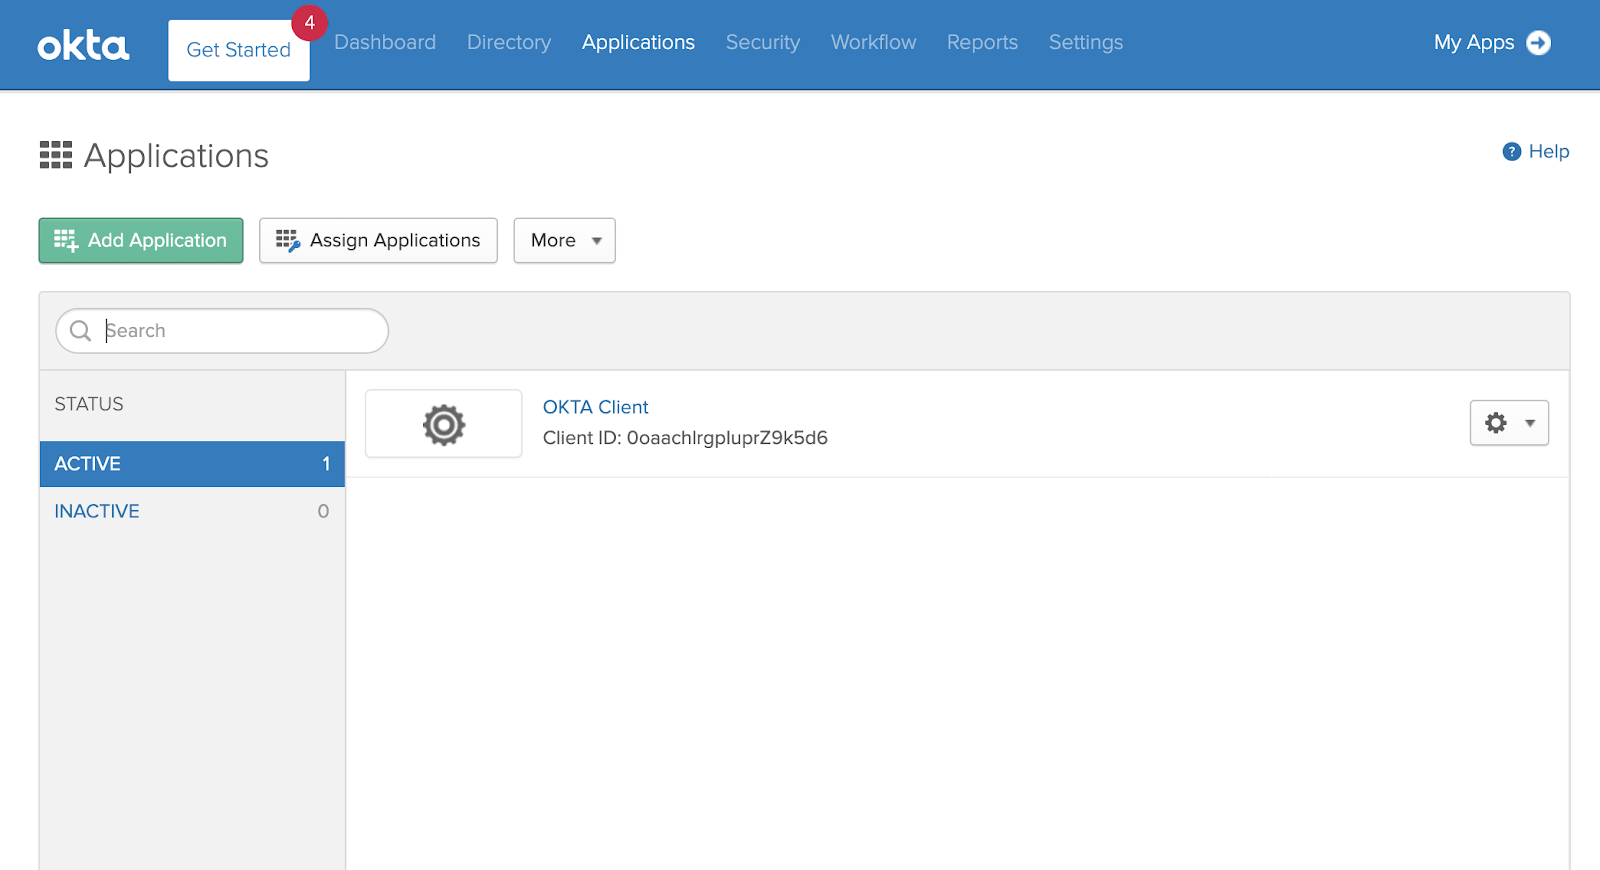 okta
Get Started
4
Dashboard
Directory
Applications
Security
Workflow
Reports
Settings
My Apps
Applications
? Help
Add Application
Assign Applications
More
Search
STATUS
ACTIVE 1
INACTIVE 0
OKTA Client
Client ID: 0oaachlrgpluprZ9k5d6